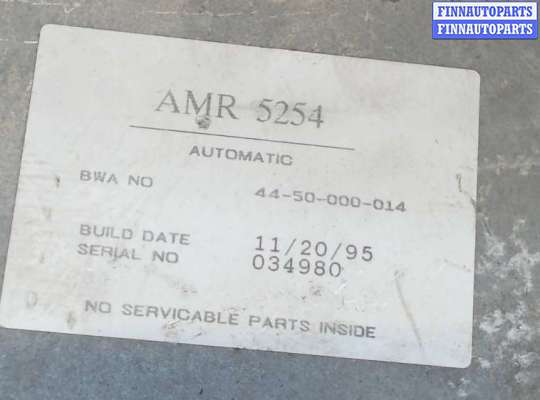 FINNAUTOPARTS
FINNAUTOPARTS
AMR 5254
AUTOMATIC
BWA NO 44-50-000-014
BUILD DATE 11/20/95
SERIAL NO 034980
NO SERVICABLE PARTS INSIDE